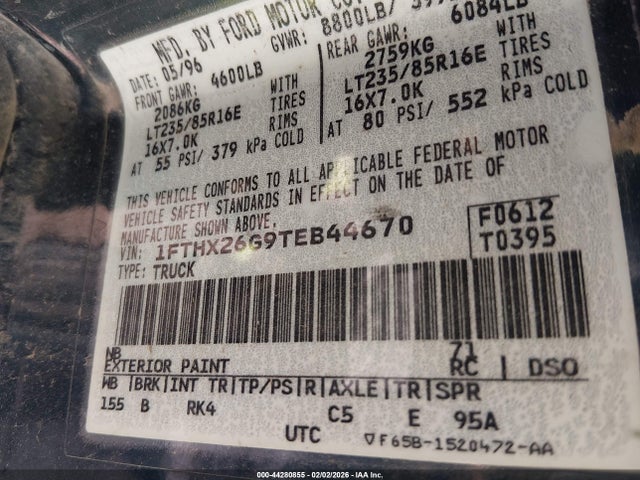 MFD. BY FORD MOTOR CO
DATE: 05/96 GVWR: 8800LB/
FRONT GAWR: 4600LB REAR GAWR: 6084LB
2086KG WITH 2759KG WITH
LT235/85R16E TIRES LT235/85R16E TIRES
16X7.0K RIMS 16X7.0K RIMS
AT 55 PSI/ 379 kPa COLD AT 80 PSI/ 552 kPa COLD
THIS VEHICLE CONFORMS TO ALL APPLICABLE FEDERAL MOTOR
VEHICLE SAFETY STANDARDS IN EFFECT ON THE DATE OF
MANUFACTURE SHOWN ABOVE.
VIN: 1FTHX26G9TEB44670 F0612
TYPE: TRUCK T0395
NB 71
EXTERIOR PAINT RC DSO
WB |BRK|INT TR|TP/PS|R|AXLE|TR|SPR
155 B RK4 C5 E 95A
UTC ▽F65B-1520472-AA
000-44280855 - 02/02/2026 - IAAI